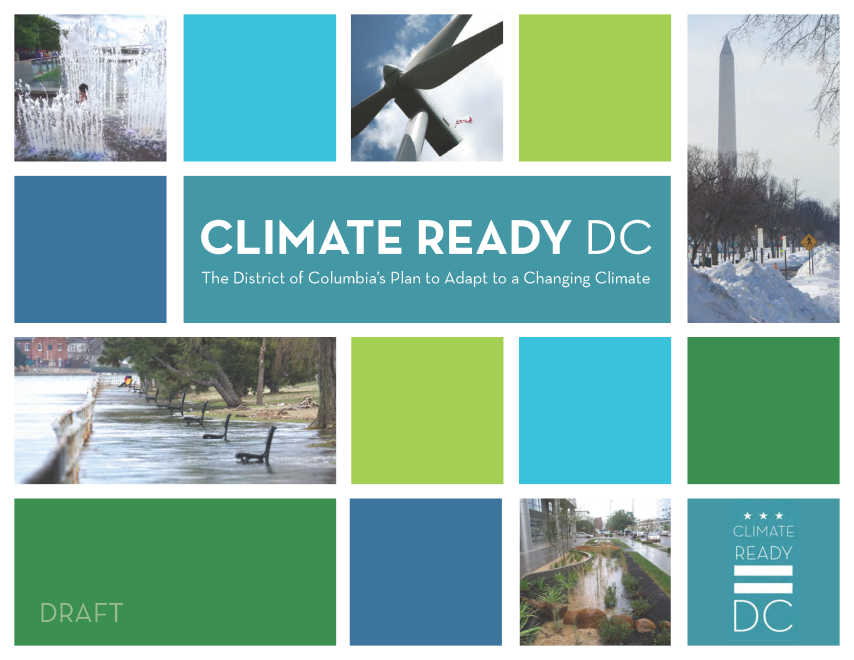 CLIMATE READY DC
The District of Columbia's Plan to Adapt to a Changing Climate
DRAFT
CLIMATE
READY
DC